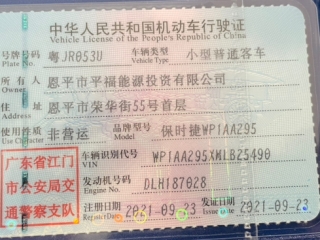 中华人民共和国机动车行驶证
Vehicle License of the People's Republic of China
号牌号码 粤JR053U 车辆类型 小型普通客车
Plate No. Vehicle Type
所有人 恩平市平福能源投资有限公司
Owner
住址 恩平市荣华街55号首层
Address
使用性质 非营运 品牌型号 保时捷WP1AA295
Use Character Model
广东省江门
市公安局交
通警察支队
车辆识别代号 WP1AA295XMLB25490
VIN
发动机号码 DLH187028
Engine No.
注册日期 2021-09-23 发证日期 2021-09-23
Register Date Issue Date